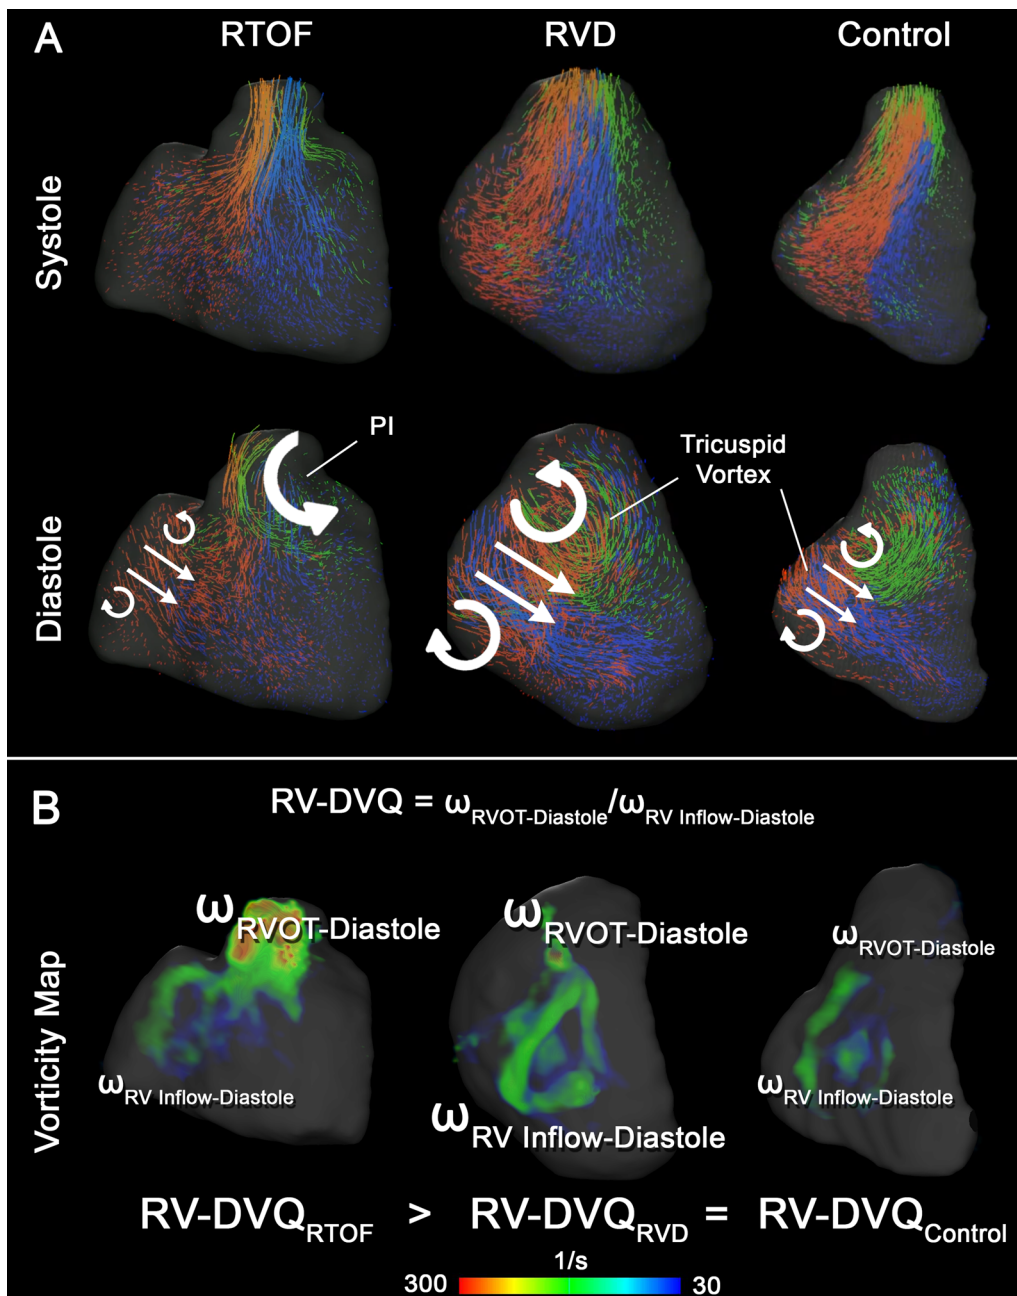 A
RTOF
RVD
Control
Systole
PI
Tricuspid
Vortex
Diastole
B
RV-DVQ = ωRVOT-Diastole/ωRV Inflow-Diastole
Vorticity Map
ωRVOT-Diastole
ωRVOT-Diastole
ωRVOT-Diastole
ωRV Inflow-Diastole
ωRV Inflow-Diastole
ωRV Inflow-Diastole
RV-DVQRTOF > RV-DVQRVD = RV-DVQControl
1/s
300 30